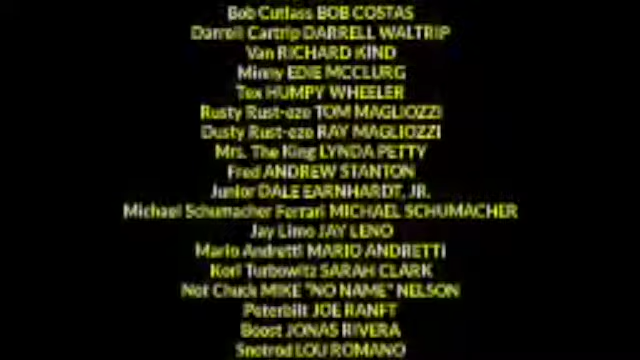 Bob Cutlass BOB COSTAS
Darrell Cartrip DARRELL WALTRIP
Van RICHARD KIND
Minny EDIE MCCLURG
Tex HUMPY WHEELER
Rusty Rust-eze TOM MAGLIOZZI
Dusty Rust-eze RAY MAGLIOZZI
Mrs. The King LYNDA PETTY
Fred ANDREW STANTON
Junior DALE EARNHARDT, JR.
Michael Schumacher Ferrari MICHAEL SCHUMACHER
Jay Limo JAY LENO
Mario Andretti MARIO ANDRETTI
Kori Turbowitz SARAH CLARK
Not Chuck MIKE "NO NAME" NELSON
Peterbilt JOE RANFT
Boost JONAS RIVERA
Snotrod LOU ROMANO